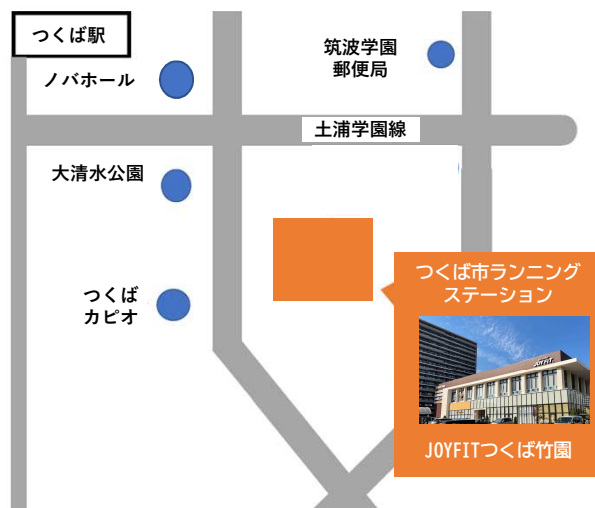 つくば駅
ノバホール
筑波学園
郵便局
土浦学園線
大清水公園
つくば
カピオ
つくば市ランニング
ステーション
JOYFIT
JOYFITつくば竹園